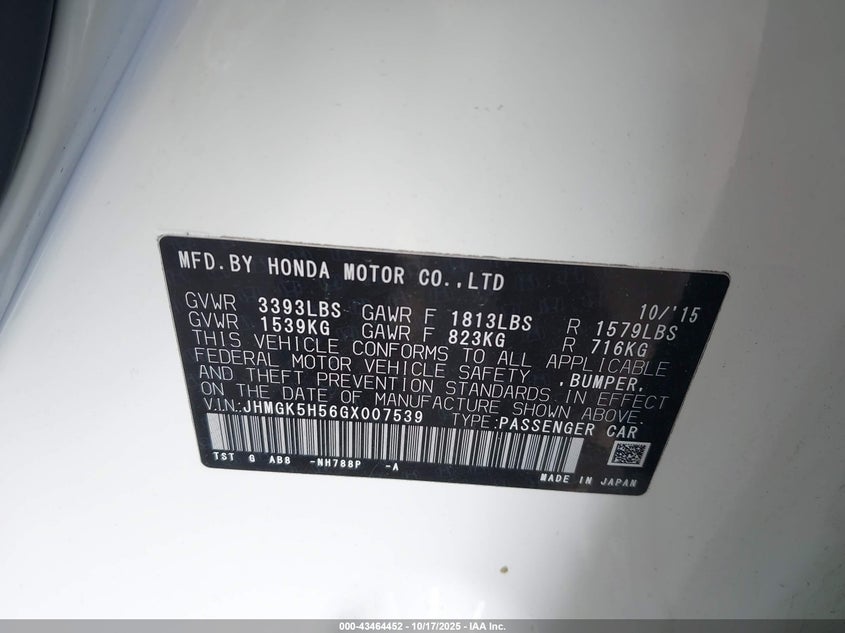 MFD.BY HONDA MOTOR CO.,LTD
10/'15
GVWR 3393LBS GAWR F 1813LBS R 1579LBS
GVWR 1539KG GAWR F 823KG R 716KG
THIS VEHICLE CONFORMS TO ALL APPLICABLE
FEDERAL MOTOR VEHICLE SAFETY ,BUMPER,
AND THEFT PREVENTION STANDARDS IN EFFECT
ON THE DATE OF MANUFACTURE SHOWN ABOVE.
V.I.N:JHMGK5H56GX007539 TYPE:PASSENGER CAR
TST G AB8 -NH788P -A
MADE IN JAPAN
000-43464452 - 10/17/2025 - IAA Inc.